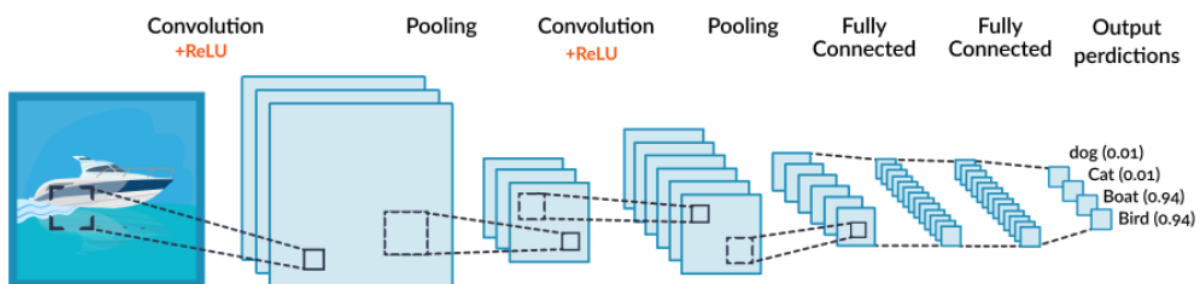 Convolution
+ReLU
Pooling
Convolution
+ReLU
Pooling
Fully
Connected
Fully
Connected
Output
perdictions
dog (0.01)
Cat (0.01)
Boat (0.94)
Bird (0.94)